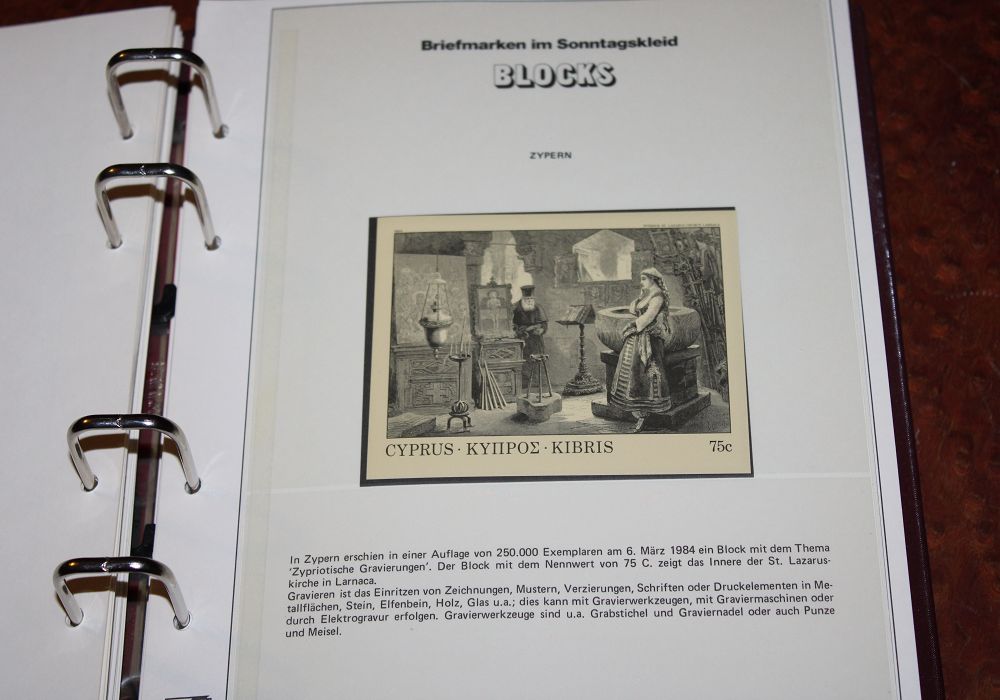 Briefmarken im Sonntagskleid
BLOCKS
ZYPERN
CYPRUS · ΚΥΠΡΟΣ · KIBRIS 75c
In Zypern erschien in einer Auflage von 250.000 Exemplaren am 6. März 1984 ein Block mit dem Thema
'Zypriotische Gravierungen'. Der Block mit dem Nennwert von 75 C. zeigt das Innere der St. Lazarus-
kirche in Larnaca.
Gravieren ist das Einritzen von Zeichnungen, Mustern, Verzierungen, Schriften oder Druckelementen in Me-
tallflächen, Stein, Elfenbein, Holz, Glas u.a.; dies kann mit Gravierwerkzeugen, mit Graviermaschinen oder
durch Elektrogravur erfolgen. Gravierwerkzeuge sind u.a. Grabstichel und Graviernadel oder auch Punze
und Meisel.